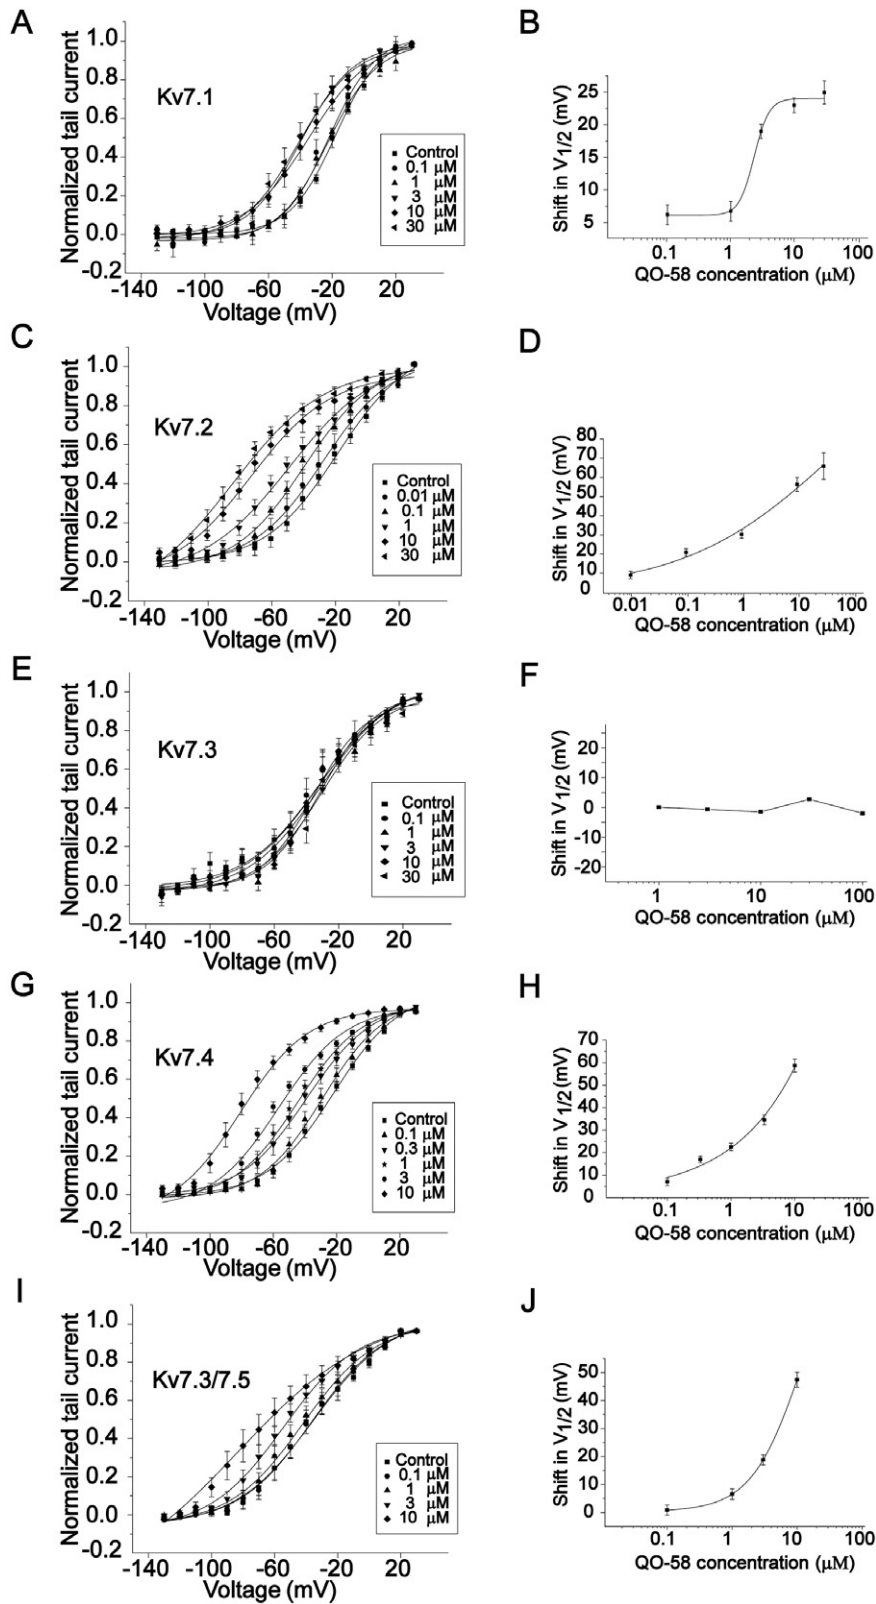 A
Normalized tail current
1.0
0.8
0.6
0.4
0.2
0.0
-0.2
Kv7.1
Control
0.1 μM
1 μM
3 μM
10 μM
30 μM
-140 -100 -60 -20 20
Voltage (mV)
B
Shift in V1/2 (mV)
25
20
15
10
5
0.1 1 10 100
QO-58 concentration (μM)
C
Normalized tail current
1.0
0.8
0.6
0.4
0.2
0.0
-0.2
Kv7.2
Control
0.01 μM
0.1 μM
1 μM
10 μM
30 μM
-140 -100 -60 -20 20
Voltage (mV)
D
Shift in V1/2 (mV)
80
70
60
50
40
30
20
10
0
0.01 0.1 1 10 100
QO-58 concentration (μM)
E
Normalized tail current
1.0
0.8
0.6
0.4
0.2
0.0
-0.2
Kv7.3
Control
0.1 μM
1 μM
3 μM
10 μM
30 μM
-140 -100 -60 -20 20
Voltage (mV)
F
Shift in V1/2 (mV)
20
10
0
-10
-20
1 10 100
QO-58 concentration (μM)
G
Normalized tail current
1.0
0.8
0.6
0.4
0.2
0.0
-0.2
Kv7.4
Control
0.1 μM
0.3 μM
1 μM
3 μM
10 μM
-140 -100 -60 -20 20
Voltage (mV)
H
Shift in V1/2 (mV)
70
60
50
40
30
20
10
0
0.1 1 10 100
QO-58 concentration (μM)
I
Normalized tail current
1.0
0.8
0.6
0.4
0.2
0.0
-0.2
Kv7.3/7.5
Control
0.1 μM
1 μM
3 μM
10 μM
-140 -100 -60 -20 20
Voltage (mV)
J
Shift in V1/2 (mV)
50
40
30
20
10
0
0.1 1 10 100
QO-58 concentration (μM)